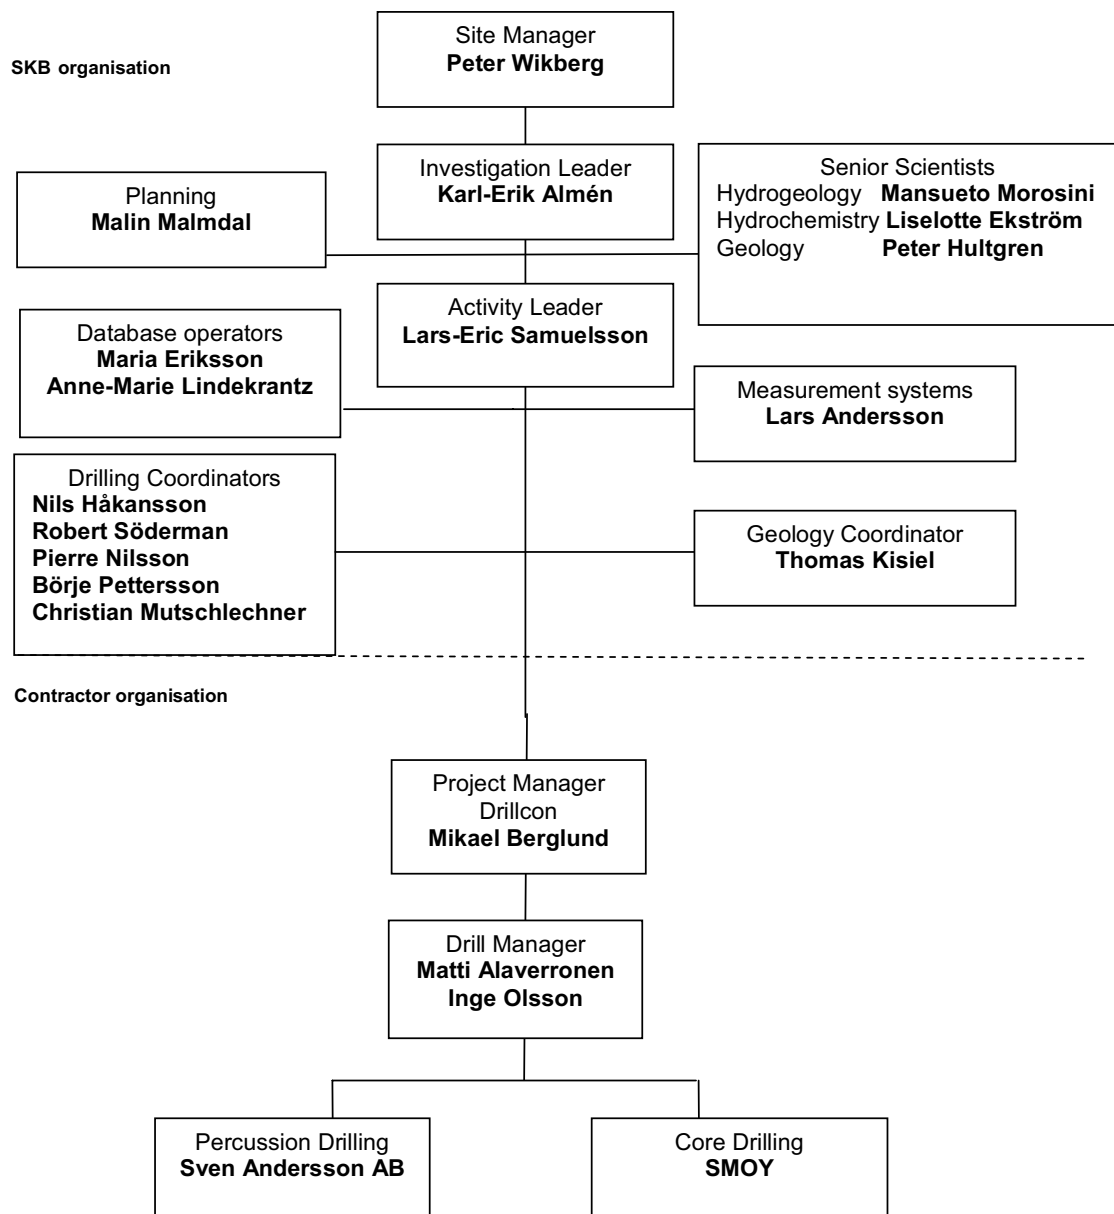 Site Manager
Peter Wikberg
SKB organisation
Investigation Leader
Karl-Erik Almén
Planning
Malin Malmdal
Senior Scientists
Hydrogeology Mansueto Morosini
Hydrochemistry Liselotte Ekström
Geology Peter Hultgren
Activity Leader
Lars-Eric Samuelsson
Database operators
Maria Eriksson
Anne-Marie Lindekrantz
Measurement systems
Lars Andersson
Drilling Coordinators
Nils Håkansson
Robert Söderman
Pierre Nilsson
Börje Pettersson
Christian Mutschlechner
Geology Coordinator
Thomas Kisiel
Contractor organisation
Project Manager
Drillcon
Mikael Berglund
Drill Manager
Matti Alaverronen
Inge Olsson
Percussion Drilling
Sven Andersson AB
Core Drilling
SMOY